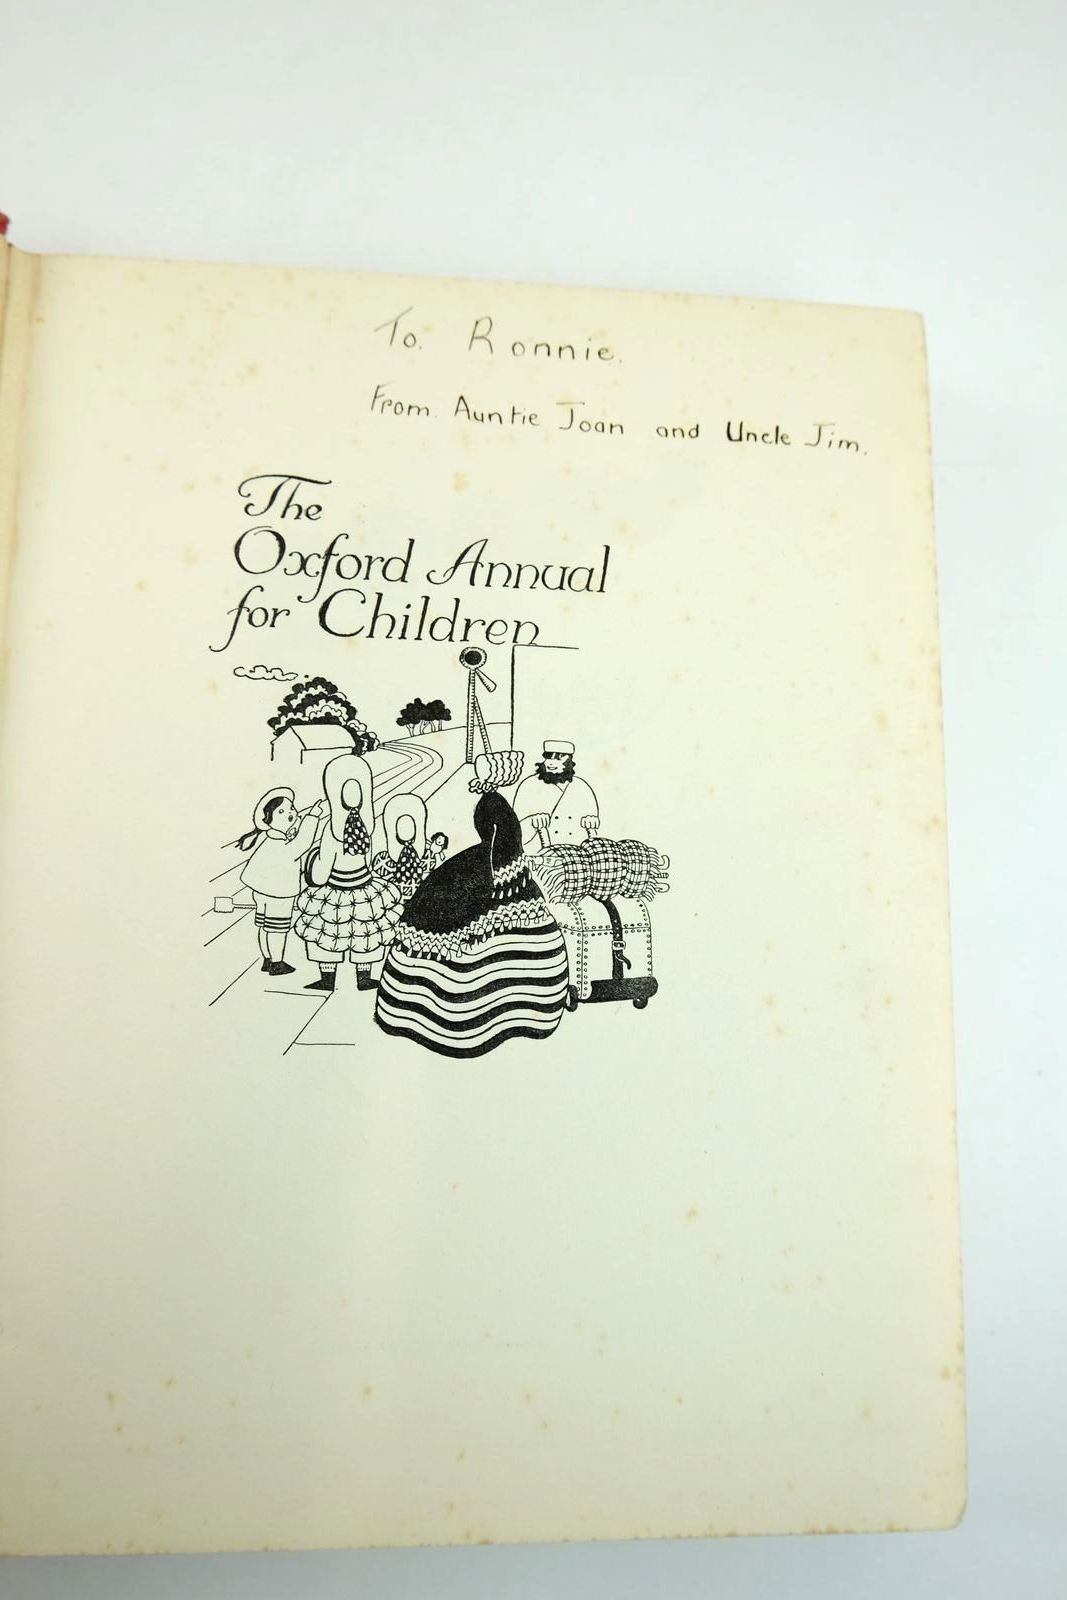 To. Ronnie.
From. Auntie Joan and Uncle Jim.
The
Oxford Annual
for Children